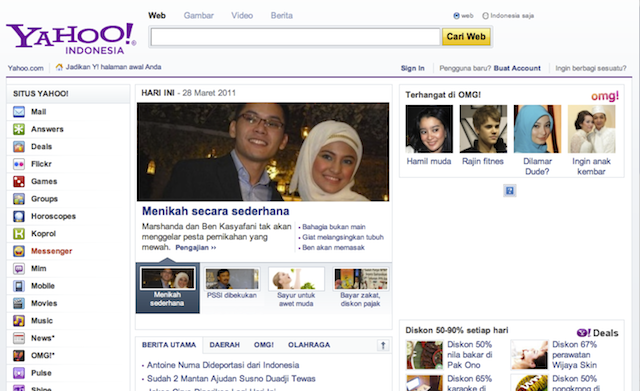 Web Gambar Video Berita
web Indonesia saja
YAHOO!
INDONESIA
Cari Web
Yahoo.com Jadikan Y! halaman awal Anda
Sign In Pengguna baru? Buat Account Ingin berbagi sesuatu?
SITUS YAHOO!
Mail
Answers
Deals
Flickr
Games
Groups
Horoscopes
Koprol
Messenger
Mim
Mobile
Movies
Music
News*
OMG!*
Pulse
HARI INI - 28 Maret 2011
Menikah secara sederhana
Marshanda dan Ben Kasyafani tak akan
menggelar pesta pernikahan yang
mewah. Pengajian ››
• Bahagia bukan main
• Giat melangsingkan tubuh
• Ben akan memasak
Menikah
sederhana
PSSI dibekukan
Sayur untuk
awet muda
Bayar zakat,
diskon pajak
BERITA UTAMA DAERAH OMG! OLAHRAGA
• Antoine Numa Dideportasi dari Indonesia
• Sudah 2 Mantan Ajudan Susno Duadji Tewas
Terhangat di OMG!
omg!
Hamil muda
Rajin fitnes
Dilamar
Dude?
Ingin anak
kembar
Diskon 50-90% setiap hari
Y! Deals
Diskon 50%
nila bakar di
Pak Ono
Diskon 67%
perawatan
Wijaya Skin
Diskon 50%
karaoke di
Diskon 50%
nongkrong di